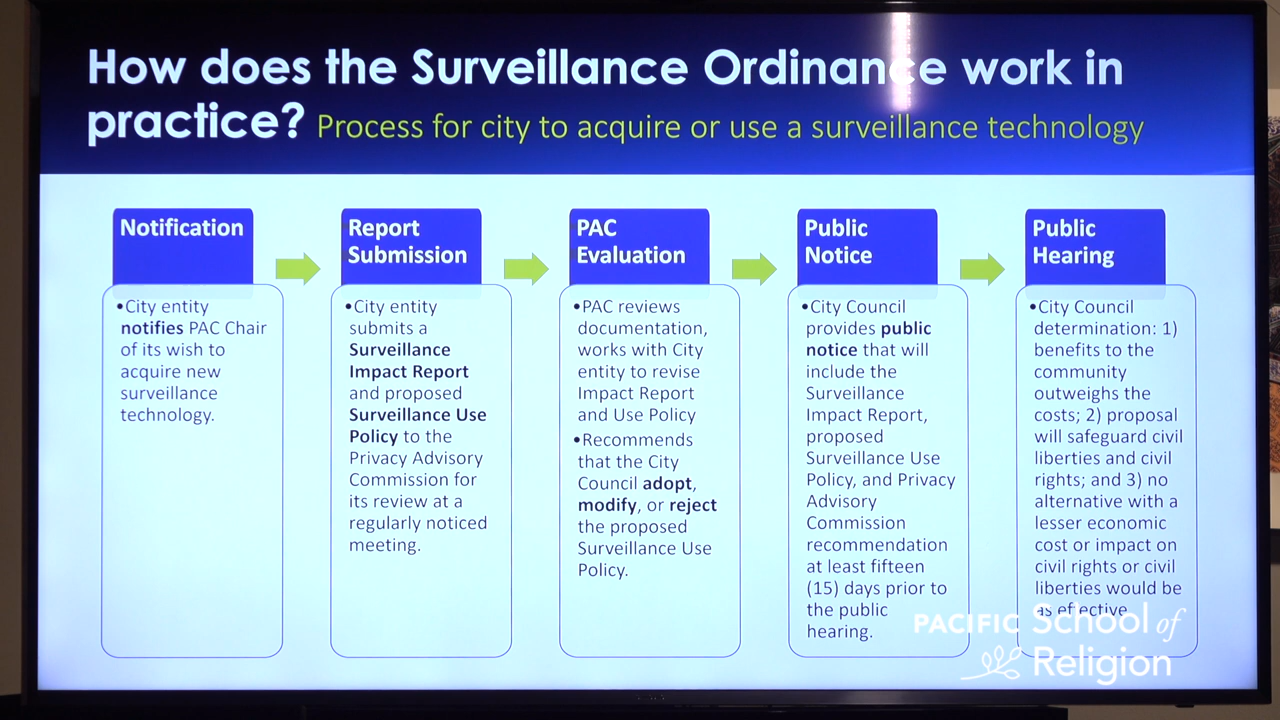 How does the Surveillance Ordinance work in
practice? Process for city to acquire or use a surveillance technology
Notification
•City entity
notifies PAC Chair
of its wish to
acquire new
surveillance
technology.
Report
Submission
•City entity
submits a
Surveillance
Impact Report
and proposed
Surveillance Use
Policy to the
Privacy Advisory
Commission for
its review at a
regularly noticed
meeting.
PAC
Evaluation
•PAC reviews
documentation,
works with City
entity to revise
Impact Report
and Use Policy
•Recommends
that the City
Council adopt,
modify, or reject
the proposed
Surveillance Use
Policy.
Public
Notice
•City Council
provides public
notice that will
include the
Surveillance
Impact Report,
proposed
Surveillance Use
Policy, and Privacy
Advisory
Commission
recommendation
at least fifteen
(15) days prior to
the public
hearing.
Public
Hearing
•City Council
determination: 1)
benefits to the
community
outweighs the
costs; 2) proposal
will safeguard civil
liberties and civil
rights; and 3) no
alternative with a
lesser economic
cost or impact on
civil rights or civil
liberties would be
as effective.
PACIFIC School of
Religion